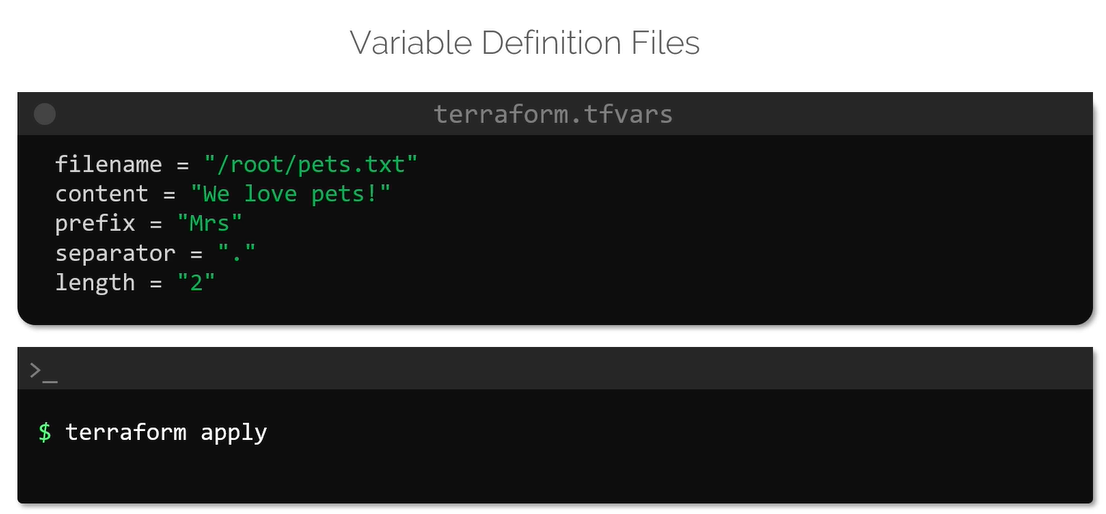 Variable Definition Files
terraform.tfvars
filename = "/root/pets.txt"
content = "We love pets!"
prefix = "Mrs"
separator = "."
length = "2"
>_
$ terraform apply